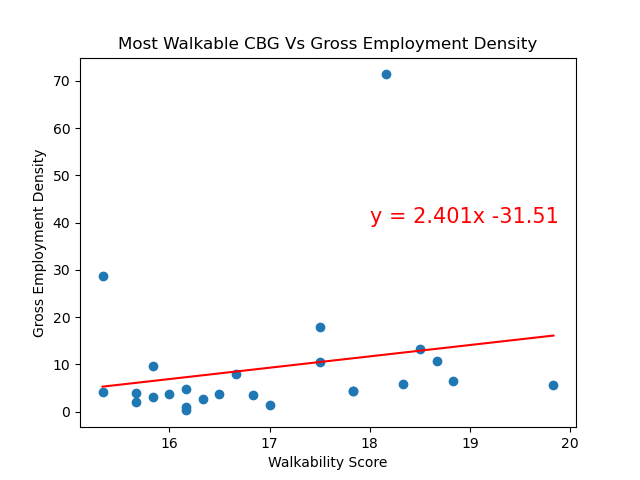 Most Walkable CBG Vs Gross Employment Density
70
60
50
40
30
20
10
0
Gross Employment Density
y = 2.401x -31.51
16 17 18 19 20
Walkability Score